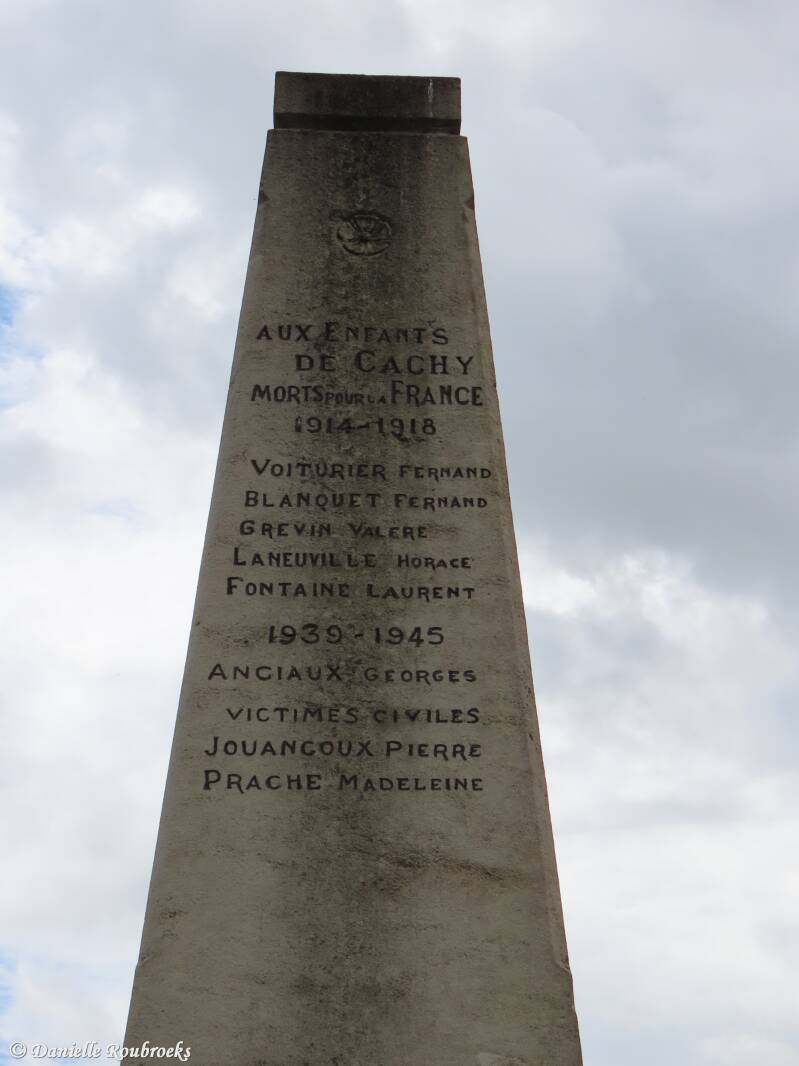 AUX ENFANTS
DE CACHY
MORTS POUR LA FRANCE
1914-1918
VOITURIER FERNAND
BLANQUET FERNAND
GREVIN VALERE
LANEUVILLE HORACE
FONTAINE LAURENT
1939-1945
ANCIAUX GEORGES
VICTIMES CIVILES
JOUANCOUX PIERRE
PRACHE MADELEINE
© Danielle Roubroeks